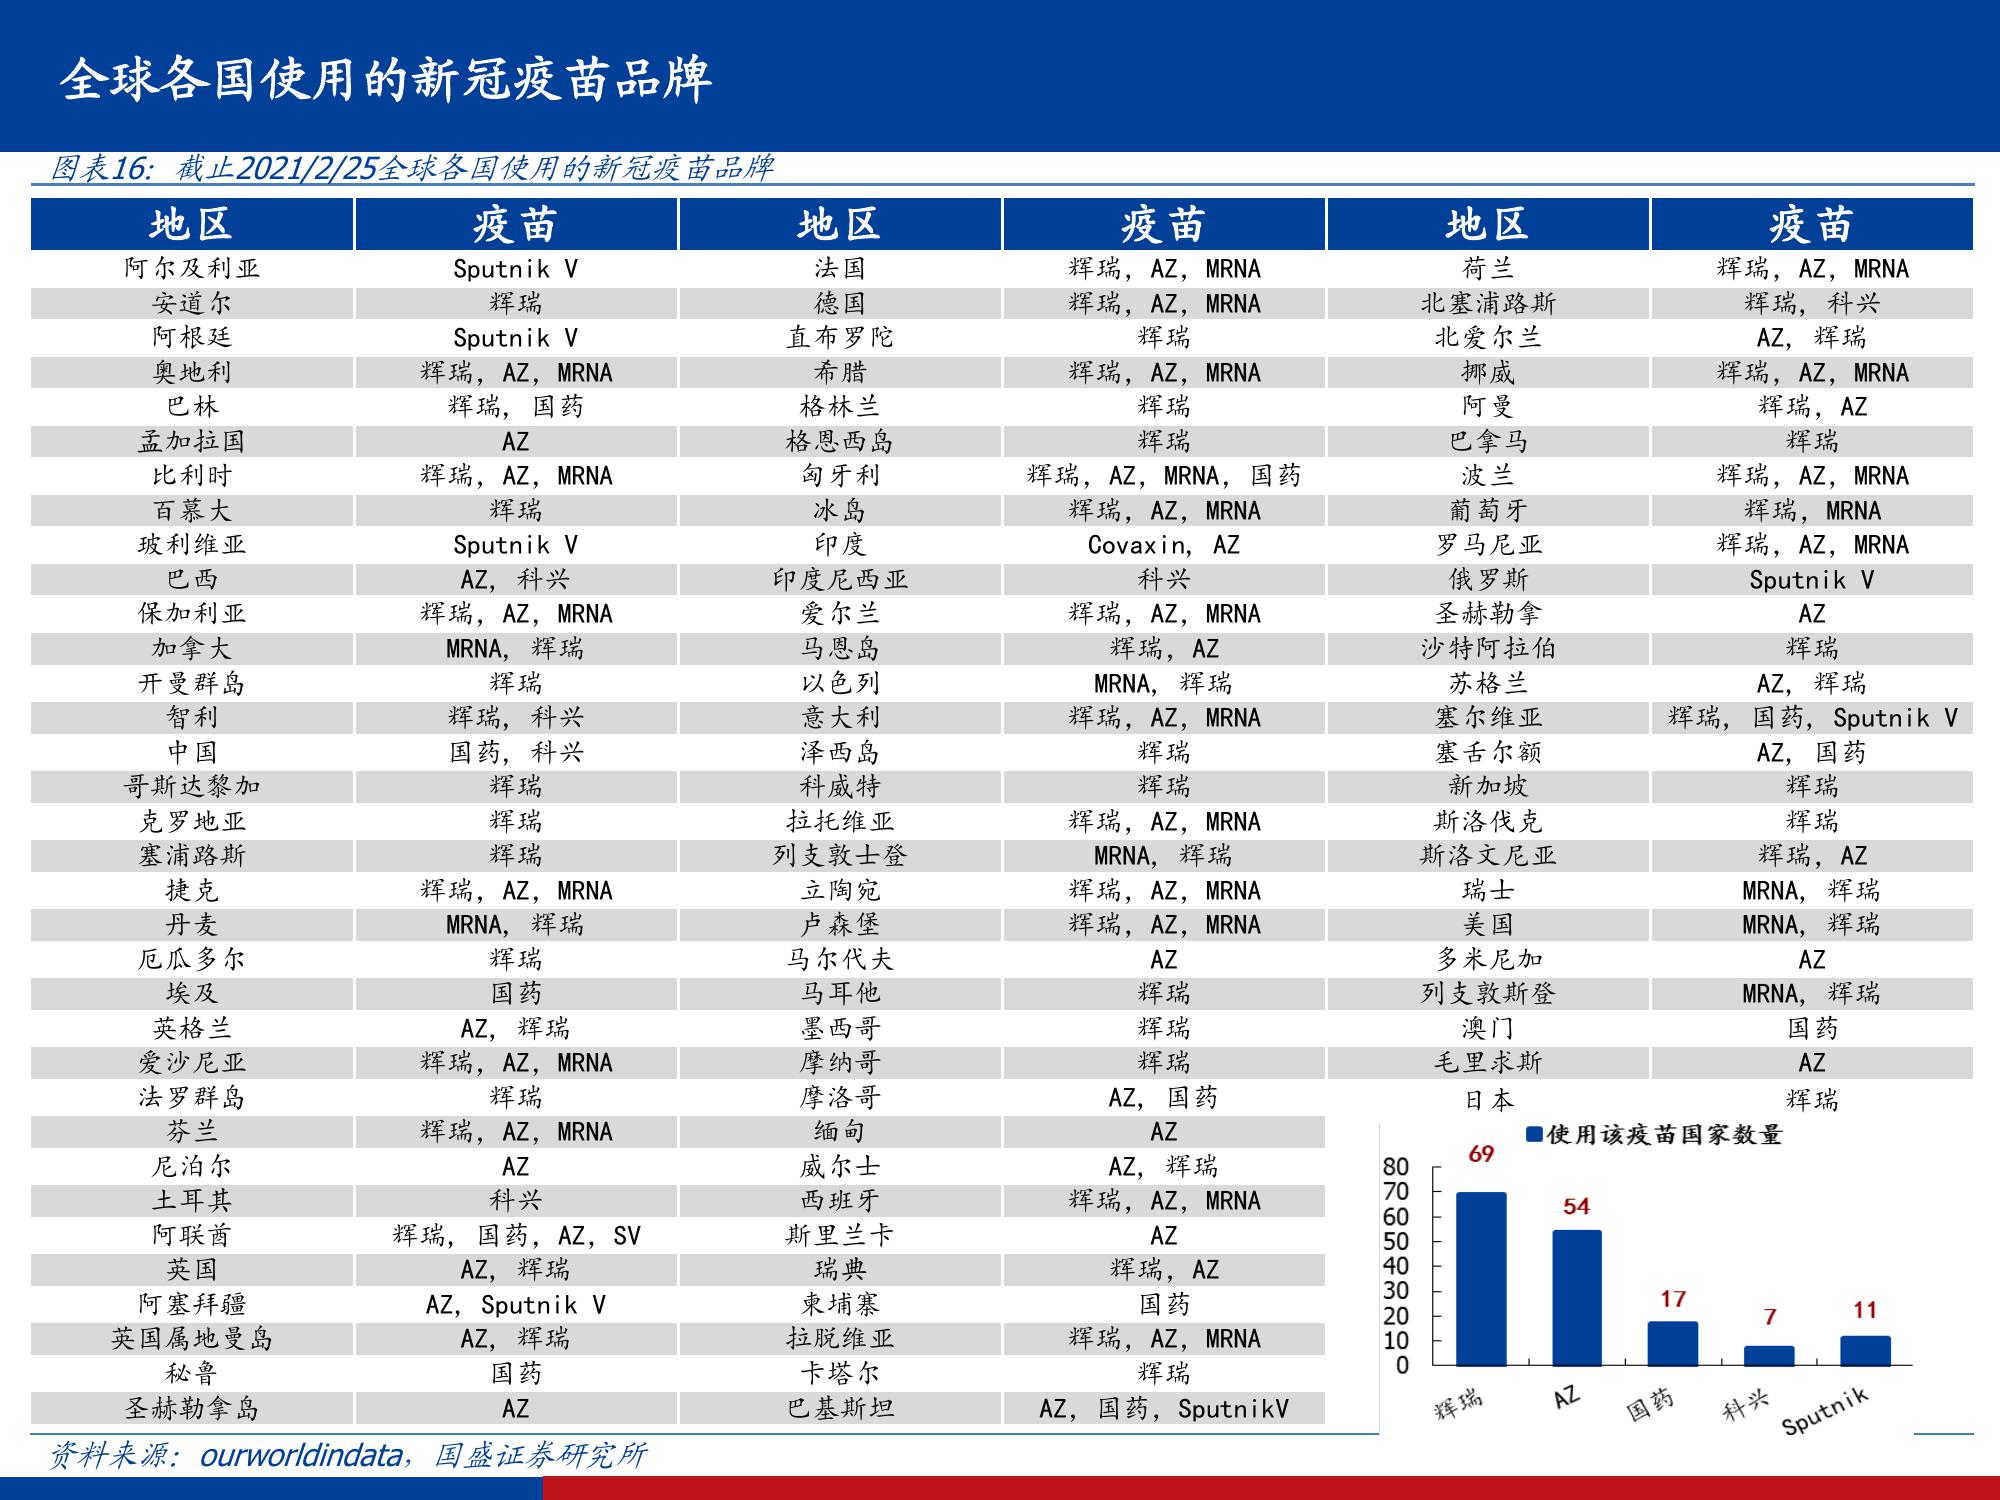 全球各国使用的新冠疫苗品牌
图表16：截止2021/2/25全球各国使用的新冠疫苗品牌
地区 疫苗 地区 疫苗 地区 疫苗
阿尔及利亚 Sputnik V 法国 辉瑞, AZ, MRNA 荷兰 辉瑞, AZ, MRNA
安道尔 辉瑞 德国 辉瑞, AZ, MRNA 北塞浦路斯 辉瑞, 科兴
阿根廷 Sputnik V 直布罗陀 辉瑞 北爱尔兰 AZ, 辉瑞
奥地利 辉瑞, AZ, MRNA 希腊 辉瑞, AZ, MRNA 挪威 辉瑞, AZ, MRNA
巴林 辉瑞, 国药 格林兰 辉瑞 阿曼 辉瑞, AZ
孟加拉国 AZ 格恩西岛 辉瑞 巴拿马 辉瑞
比利时 辉瑞, AZ, MRNA 匈牙利 辉瑞, AZ, MRNA, 国药 波兰 辉瑞, AZ, MRNA
百慕大 辉瑞 冰岛 辉瑞, AZ, MRNA 葡萄牙 辉瑞, MRNA
玻利维亚 Sputnik V 印度 Covaxin, AZ 罗马尼亚 辉瑞, AZ, MRNA
巴西 AZ, 科兴 印度尼西亚 科兴 俄罗斯 Sputnik V
保加利亚 辉瑞, AZ, MRNA 爱尔兰 辉瑞, AZ, MRNA 圣赫勒拿 AZ
加拿大 MRNA, 辉瑞 马恩岛 辉瑞, AZ 沙特阿拉伯 辉瑞
开曼群岛 辉瑞 以色列 MRNA, 辉瑞 苏格兰 AZ, 辉瑞
智利 辉瑞, 科兴 意大利 辉瑞, AZ, MRNA 塞尔维亚 辉瑞, 国药, Sputnik V
中国 国药, 科兴 泽西岛 辉瑞 塞舌尔额 AZ, 国药
哥斯达黎加 辉瑞 科威特 辉瑞 新加坡 辉瑞
克罗地亚 辉瑞 拉托维亚 辉瑞, AZ, MRNA 斯洛伐克 辉瑞
塞浦路斯 辉瑞 列支敦士登 MRNA, 辉瑞 斯洛文尼亚 辉瑞, AZ
捷克 辉瑞, AZ, MRNA 立陶宛 辉瑞, AZ, MRNA 瑞士 MRNA, 辉瑞
丹麦 MRNA, 辉瑞 卢森堡 辉瑞, AZ, MRNA 美国 MRNA, 辉瑞
厄瓜多尔 辉瑞 马尔代夫 AZ 多米尼加 AZ
埃及 国药 马耳他 辉瑞 列支敦斯登 MRNA, 辉瑞
英格兰 AZ, 辉瑞 墨西哥 辉瑞 澳门 国药
爱沙尼亚 辉瑞, AZ, MRNA 摩纳哥 辉瑞 毛里求斯 AZ
法罗群岛 辉瑞 摩洛哥 AZ, 国药 日本 辉瑞
芬兰 辉瑞, AZ, MRNA 缅甸 AZ
尼泊尔 AZ 威尔士 AZ, 辉瑞
土耳其 科兴 西班牙 辉瑞, AZ, MRNA
阿联酋 辉瑞, 国药, AZ, SV 斯里兰卡 AZ
英国 AZ, 辉瑞 瑞典 辉瑞, AZ
阿塞拜疆 AZ, Sputnik V 柬埔寨 国药
英国属地曼岛 AZ, 辉瑞 拉脱维亚 辉瑞, AZ, MRNA
秘鲁 国药 卡塔尔 辉瑞
圣赫勒拿岛 AZ 巴基斯坦 AZ, 国药, SputnikV
使用该疫苗国家数量
69
54
17
7
11
80
70
60
50
40
30
20
10
0
辉瑞 AZ 国药 科兴 Sputnik
资料来源：ourworldindata，国盛证券研究所